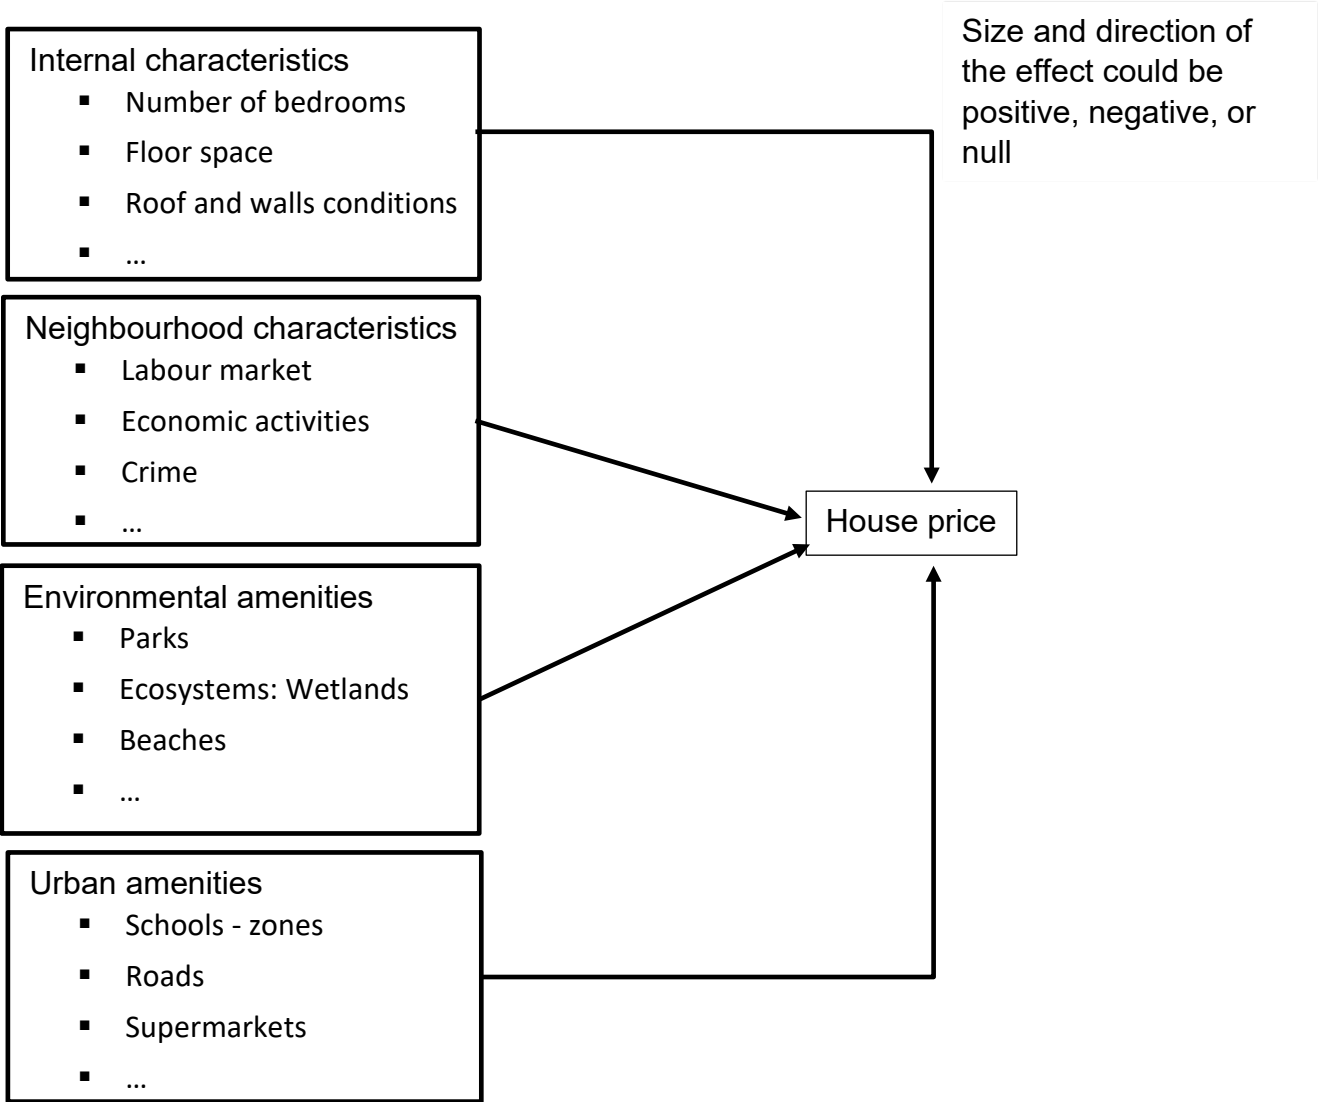 Internal characteristics
▪ Number of bedrooms
▪ Floor space
▪ Roof and walls conditions
▪ ...
Neighbourhood characteristics
▪ Labour market
▪ Economic activities
▪ Crime
▪ ...
Environmental amenities
▪ Parks
▪ Ecosystems: Wetlands
▪ Beaches
▪ ...
Urban amenities
▪ Schools - zones
▪ Roads
▪ Supermarkets
▪ ...
House price
Size and direction of
the effect could be
positive, negative, or
null